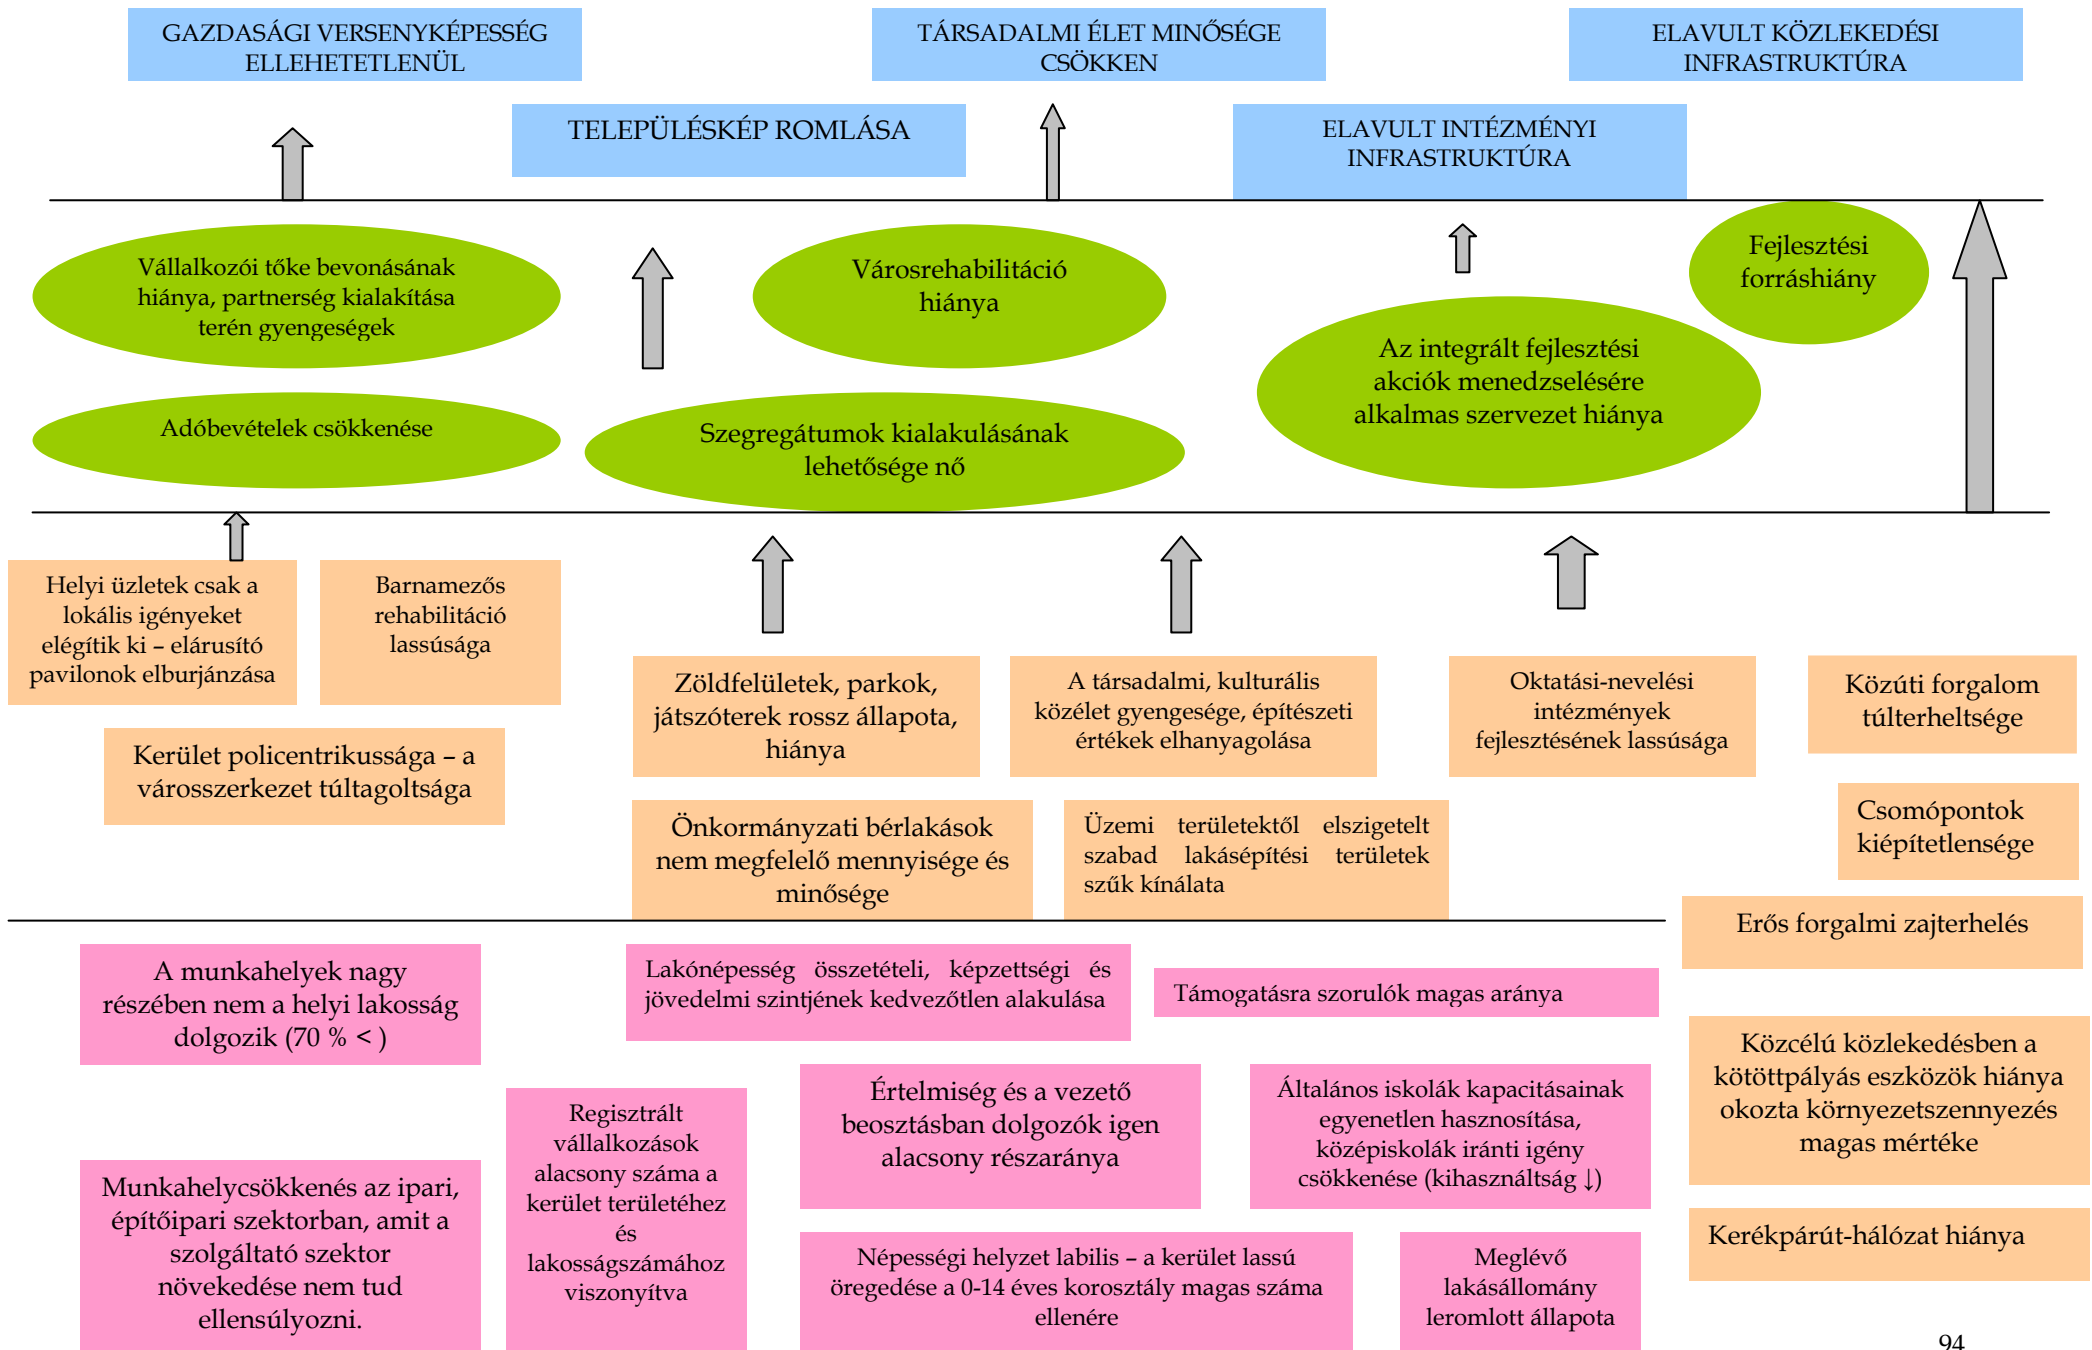 GAZDASÁGI VERSENYKÉPESSÉG
ELLEHETETLENÜL
TÁRSADALMI ÉLET MINŐSÉGE
CSÖKKEN
ELAVULT KÖZLEKEDÉSI
INFRASTRUKTÚRA
TELEPÜLÉSKÉP ROMLÁSA
ELAVULT INTÉZMÉNYI
INFRASTRUKTÚRA
Vállalkozói tőke bevonásának
hiánya, partnerség kialakítása
terén gyengeségek
Városrehabilitáció
hiánya
Fejlesztési
forráshiány
Az integrált fejlesztési
akciók menedzselésére
alkalmas szervezet hiánya
Adóbevételek csökkenése
Szegregátumok kialakulásának
lehetősége nő
Helyi üzletek csak a
lokális igényeket
elégítik ki – elárusító
pavilonok elburjánzása
Barnamezős
rehabilitáció
lassúsága
Zöldfelületek, parkok,
játszóterek rossz állapota,
hiánya
A társadalmi, kulturális
közélet gyengesége, építészeti
értékek elhanyagolása
Oktatási-nevelési
intézmények
fejlesztésének lassúsága
Közúti forgalom
túlterheltsége
Kerület policentrikussága – a
városszerkezet túltagoltsága
Önkormányzati bérlakások
nem megfelelő mennyisége és
minősége
Üzemi területektől elszigetelt
szabad lakásépítési területek
szűk kínálata
Csomópontok
kiépítetlensége
Erős forgalmi zajterhelés
A munkahelyek nagy
részében nem a helyi lakosság
dolgozik (70 % < )
Lakónépesség összetételi, képzettségi és
jövedelmi szintjének kedvezőtlen alakulása
Támogatásra szorulók magas aránya
Közcélú közlekedésben a
kötöttpályás eszközök hiánya
okozta környezetszennyezés
magas mértéke
Regisztrált
vállalkozások
alacsony száma a
kerület területéhez
és
lakosságszámához
viszonyítva
Értelmiség és a vezető
beosztásban dolgozók igen
alacsony részaránya
Általános iskolák kapacitásainak
egyenetlen hasznosítása,
középiskolák iránti igény
csökkenése (kihasználtság ↓)
Munkahelycsökkenés az ipari,
építőipari szektorban, amit a
szolgáltató szektor
növekedése nem tud
ellensúlyozni.
Kerékpárút-hálózat hiánya
Népességi helyzet labilis – a kerület lassú
öregedése a 0-14 éves korosztály magas száma
ellenére
Meglévő
lakásállomány
leromlott állapota
94